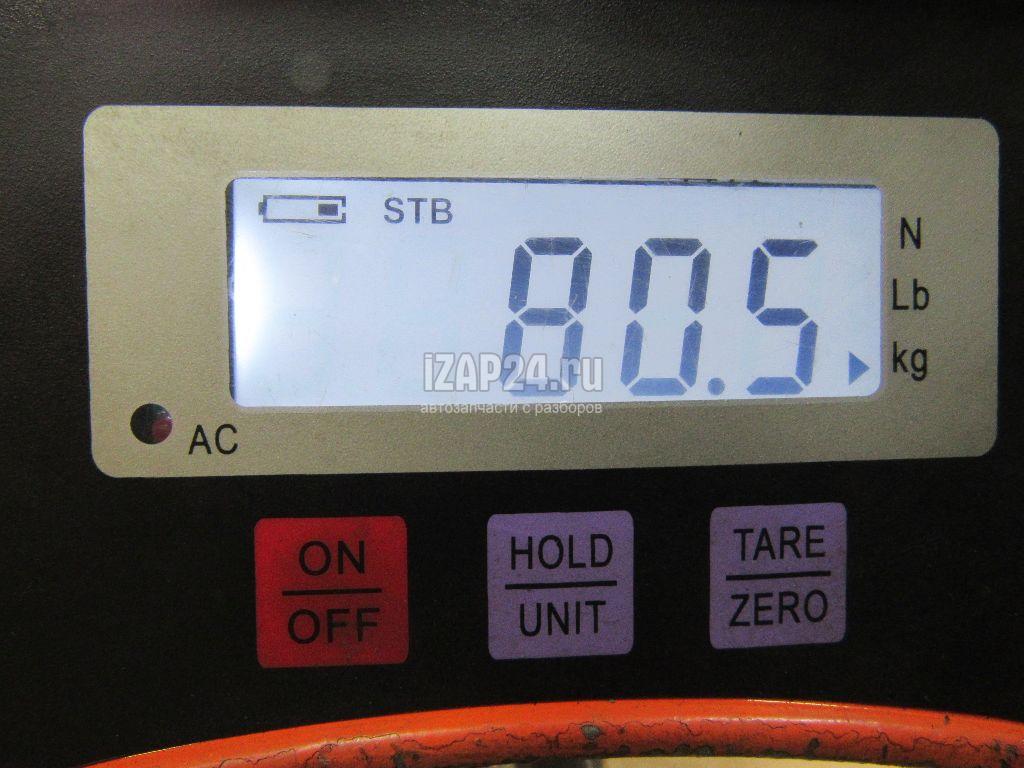 STB
N
80.5
Lb
kg
iZAP24.ru
автозапчасти с разборов
AC
ON
OFF
HOLD
UNIT
TARE
ZERO